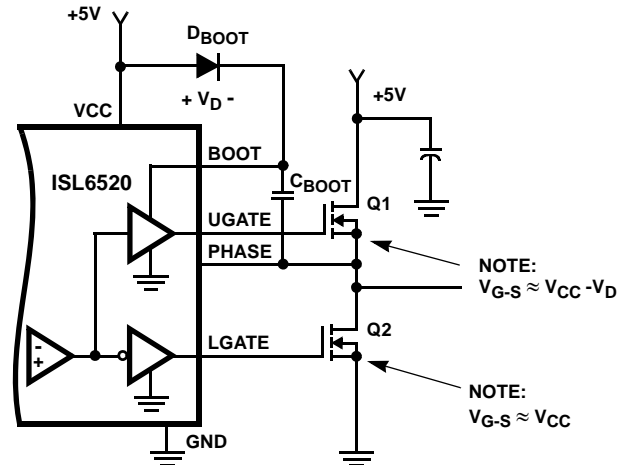 +5V
D_BOOT
+ V_D -
VCC
+5V
ISL6520
BOOT
C_BOOT
UGATE
Q1
PHASE
NOTE:
V_G-S ≈ V_CC -V_D
- +
LGATE
Q2
NOTE:
V_G-S ≈ V_CC
GND